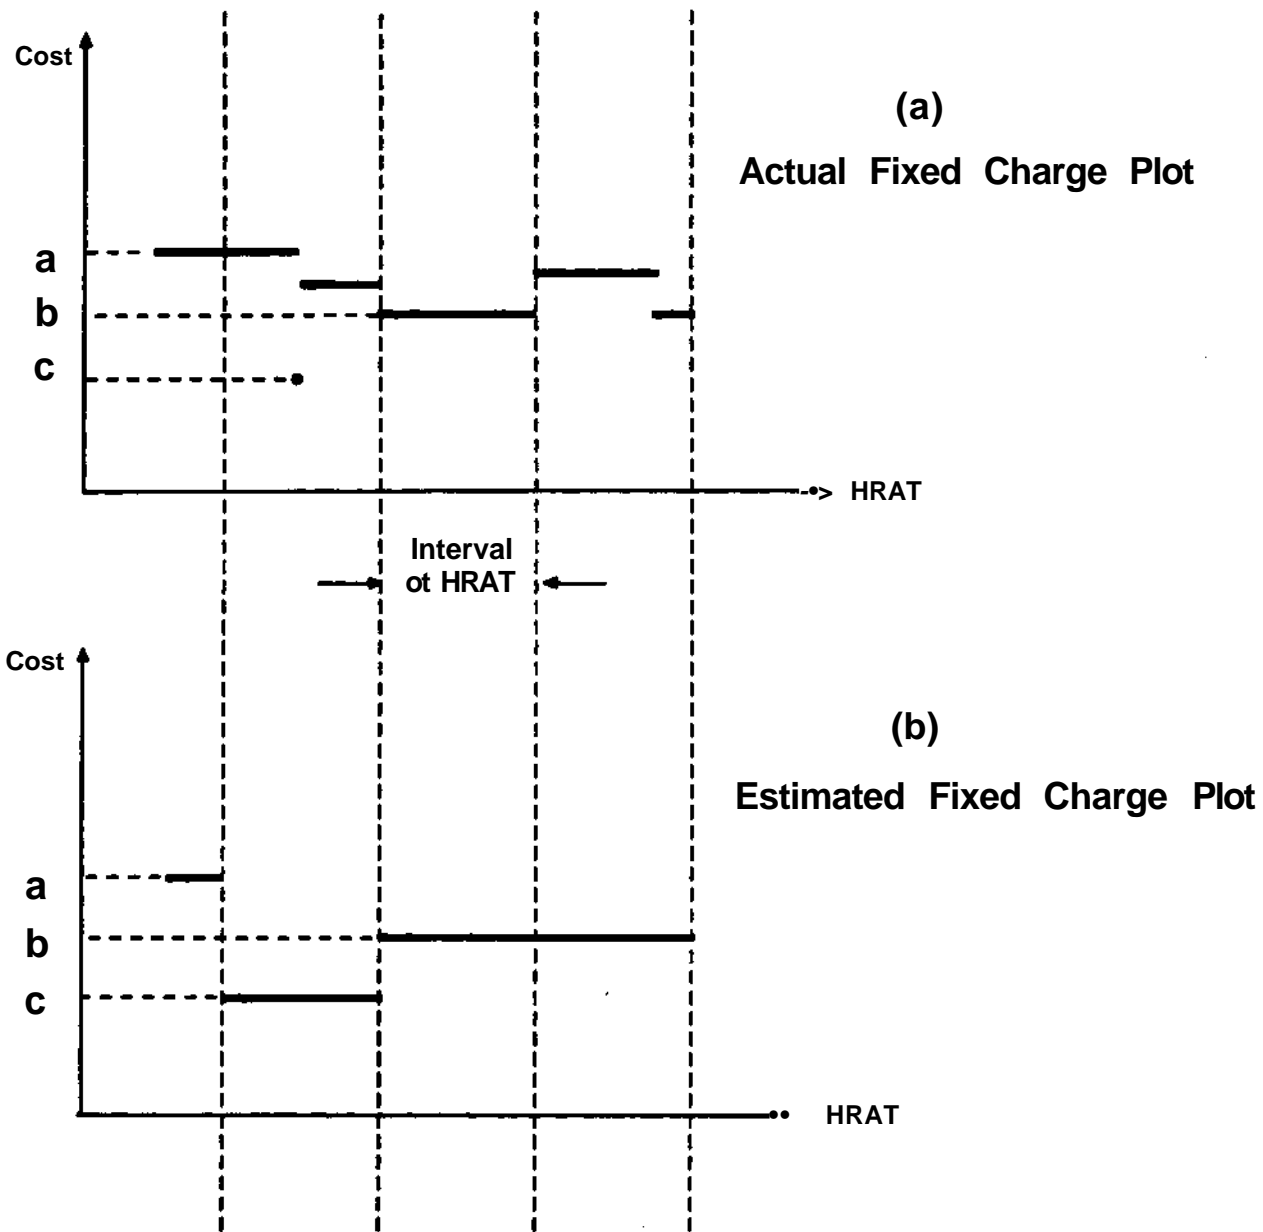 Cost
(a)
Actual Fixed Charge Plot
a
b
c
HRAT
Interval
ot HRAT
Cost
(b)
Estimated Fixed Charge Plot
a
b
c
HRAT